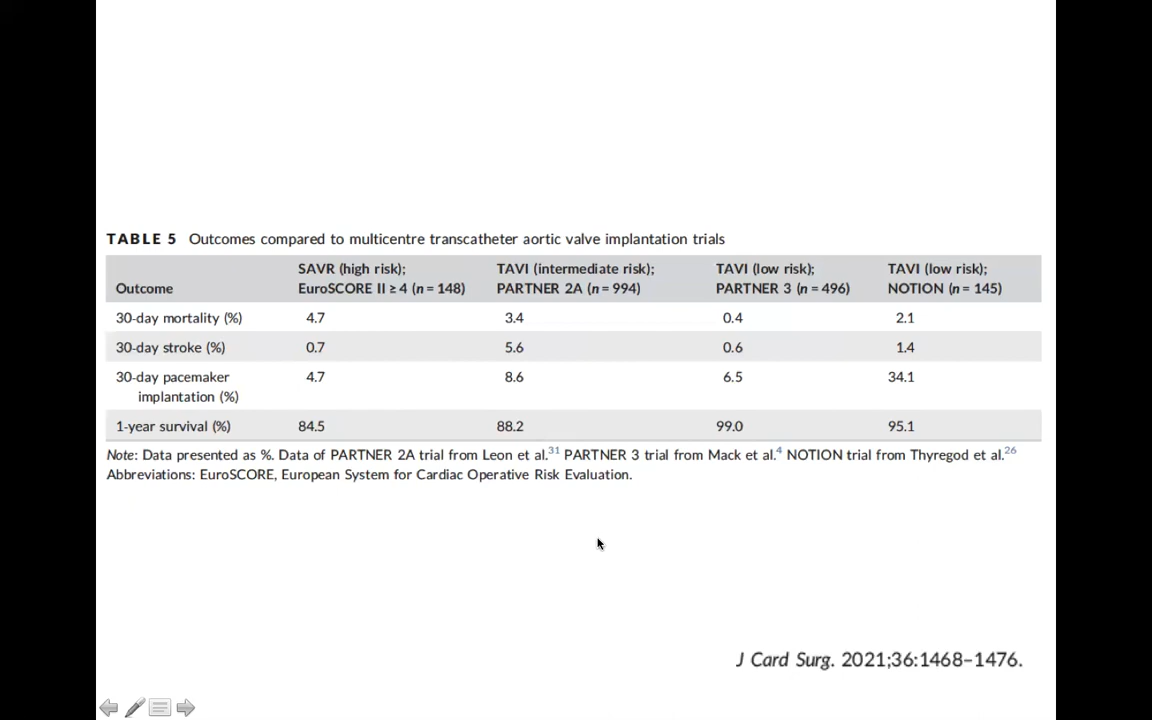 TABLE 5 Outcomes compared to multicentre transcatheter aortic valve implantation trials
Outcome SAVR (high risk); EuroSCORE II ≥ 4 (n = 148) TAVI (intermediate risk); PARTNER 2A (n = 994) TAVI (low risk); PARTNER 3 (n = 496) TAVI (low risk); NOTION (n = 145)
30-day mortality (%) 4.7 3.4 0.4 2.1
30-day stroke (%) 0.7 5.6 0.6 1.4
30-day pacemaker implantation (%) 4.7 8.6 6.5 34.1
1-year survival (%) 84.5 88.2 99.0 95.1
Note: Data presented as %. Data of PARTNER 2A trial from Leon et al.31 PARTNER 3 trial from Mack et al.4 NOTION trial from Thyregod et al.26
Abbreviations: EuroSCORE, European System for Cardiac Operative Risk Evaluation.
J Card Surg. 2021;36:1468–1476.